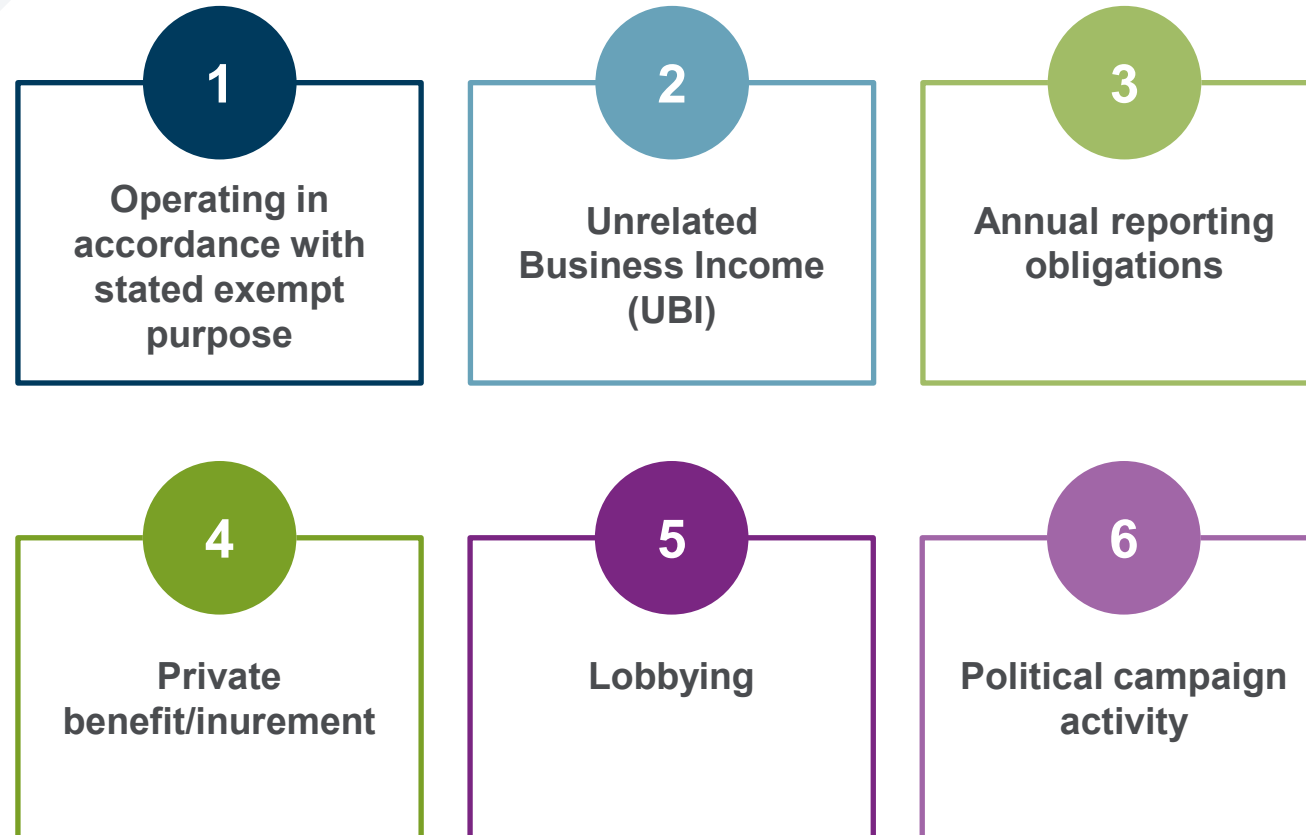 1
Operating in
accordance with
stated exempt
purpose
2
Unrelated
Business Income
(UBI)
3
Annual reporting
obligations
4
Private
benefit/inurement
5
Lobbying
6
Political campaign
activity